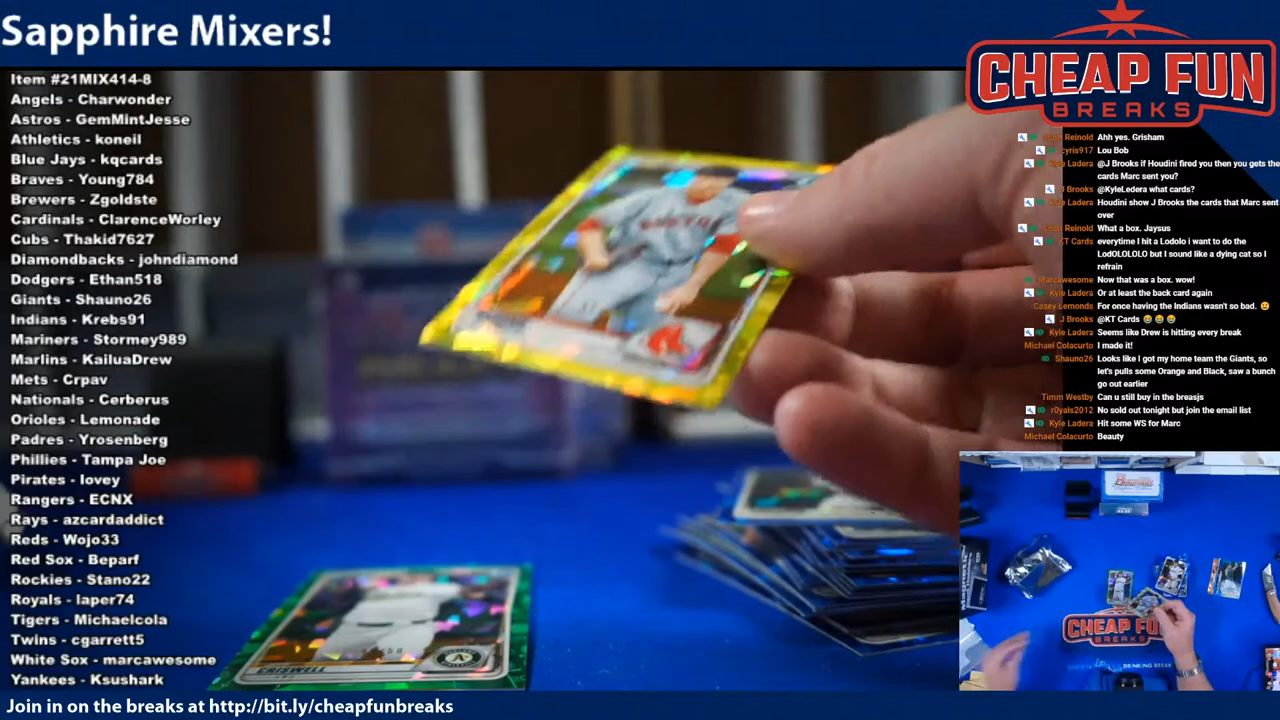 Sapphire Mixers!
Item #21MIX414-8
Angels - Charwonder
Astros - GemMintJesse
Athletics - koneil
Blue Jays - kqcards
Braves - Young784
Brewers - Zgoldste
Cardinals - ClarenceWorley
Cubs - Thakid7627
Diamondbacks - johndiamond
Dodgers - Ethan518
Giants - Shauno26
Indians - Krebs91
Mariners - Stormey989
Marlins - KailuaDrew
Mets - Crpav
Nationals - Cerberus
Orioles - Lemonade
Padres - Yrosenberg
Phillies - Tampa Joe
Pirates - lovey
Rangers - ECNX
Rays - azcardaddict
Reds - Wojo33
Red Sox - Beparf
Rockies - Stano22
Royals - laper74
Tigers - Michaelcola
Twins - cgarrett5
White Sox - marcawesome
Yankees - Ksushark
Join in on the breaks at http://bit.ly/cheapfunbreaks
CHEAP FUN
BREAKS
Reinold Ahh yes. Grisham
cyris917 Lou Bob
Kyle Ladera @J Brooks if Houdini fired you then you gets the
cards Marc sent you?
J Brooks @KyleLedera what cards?
Kyle Ladera Houdini show J Brooks the cards that Marc sent
over
Scott Reinold What a box. Jaysus
KT Cards everytime I hit a Lodolo i want to do the
LodOLOLOLO but I sound like a dying cat so I
refrain
Marcawesome Now that was a box. wow!
Kyle Ladera Or at least the back card again
Casey Lemonds For once having the Indians wasn't so bad.
J Brooks @KT Cards
Kyle Ladera Seems like Drew is hitting every break
Michael Colacurto I made it!
Shauno26 Looks like I got my home team the Giants, so
let's pulls some Orange and Black, saw a bunch
go out earlier
Timm Westby Can u still buy in the breasjs
r0yals2012 No sold out tonight but join the email list
Kyle Ladera Hit some WS for Marc
Michael Colacurto Beauty
CRISWELL
CHEAP FUN
BREAKS
DRINKING BREAK